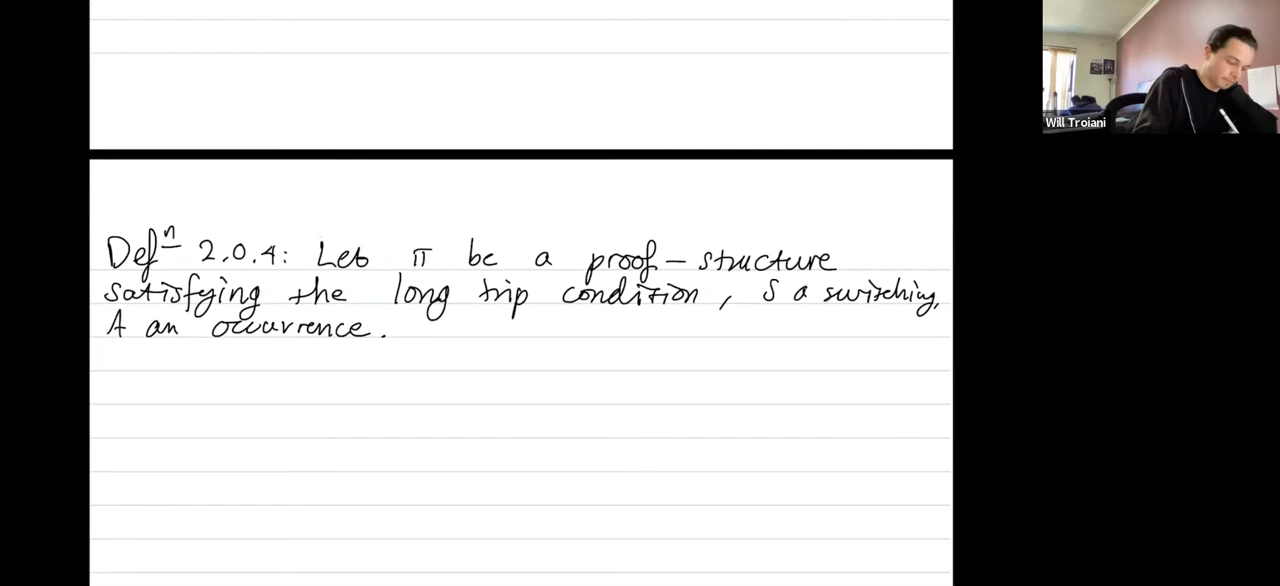 Defⁿ 2.0.4: Let π be a proof-structure
satisfying the long trip condition, S a switching,
A an occurrence.
Will Troiani